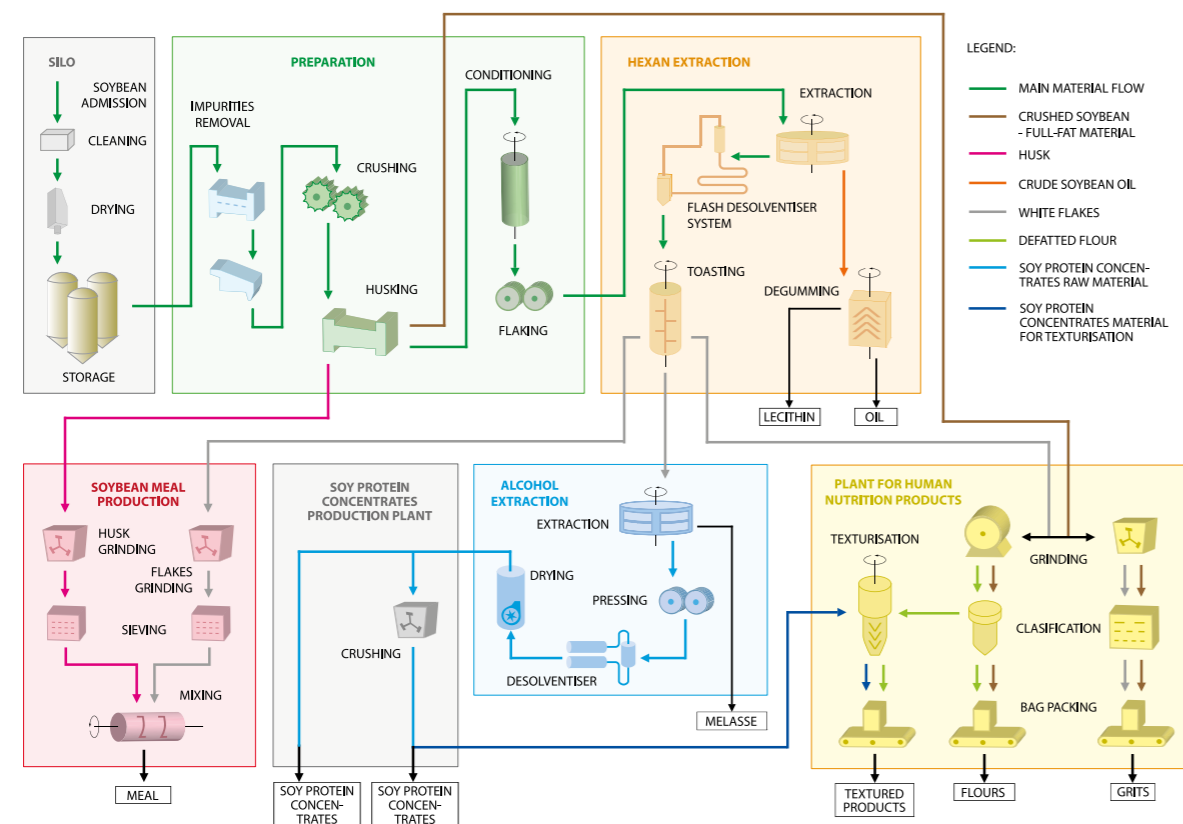 SILO
SOYBEAN
ADMISSION
CLEANING
DRYING
STORAGE
PREPARATION
IMPURITIES
REMOVAL
CRUSHING
HUSKING
CONDITIONING
FLAKING
HEXAN EXTRACTION
EXTRACTION
FLASH DESOLVENTISER
SYSTEM
TOASTING
DEGUMMING
LECITHIN
OIL
LEGEND:
MAIN MATERIAL FLOW
CRUSHED SOYBEAN
- FULL-FAT MATERIAL
HUSK
CRUDE SOYBEAN OIL
WHITE FLAKES
DEFATTED FLOUR
SOY PROTEIN CONCEN-
TRATES RAW MATERIAL
SOY PROTEIN
CONCENTRATES MATERIAL
FOR TEXTURISATION
SOYBEAN MEAL
PRODUCTION
HUSK
GRINDING
FLAKES
GRINDING
SIEVING
MIXING
MEAL
SOY PROTEIN
CONCENTRATES
PRODUCTION PLANT
CRUSHING
SOY PROTEIN
CONCEN-
TRATES
SOY PROTEIN
CONCEN-
TRATES
ALCOHOL
EXTRACTION
EXTRACTION
DRYING
PRESSING
DESOLVENTISER
MELASSE
PLANT FOR HUMAN
NUTRITION PRODUCTS
TEXTURISATION
GRINDING
CLASIFICATION
BAG PACKING
TEXTURED
PRODUCTS
FLOURS
GRITS